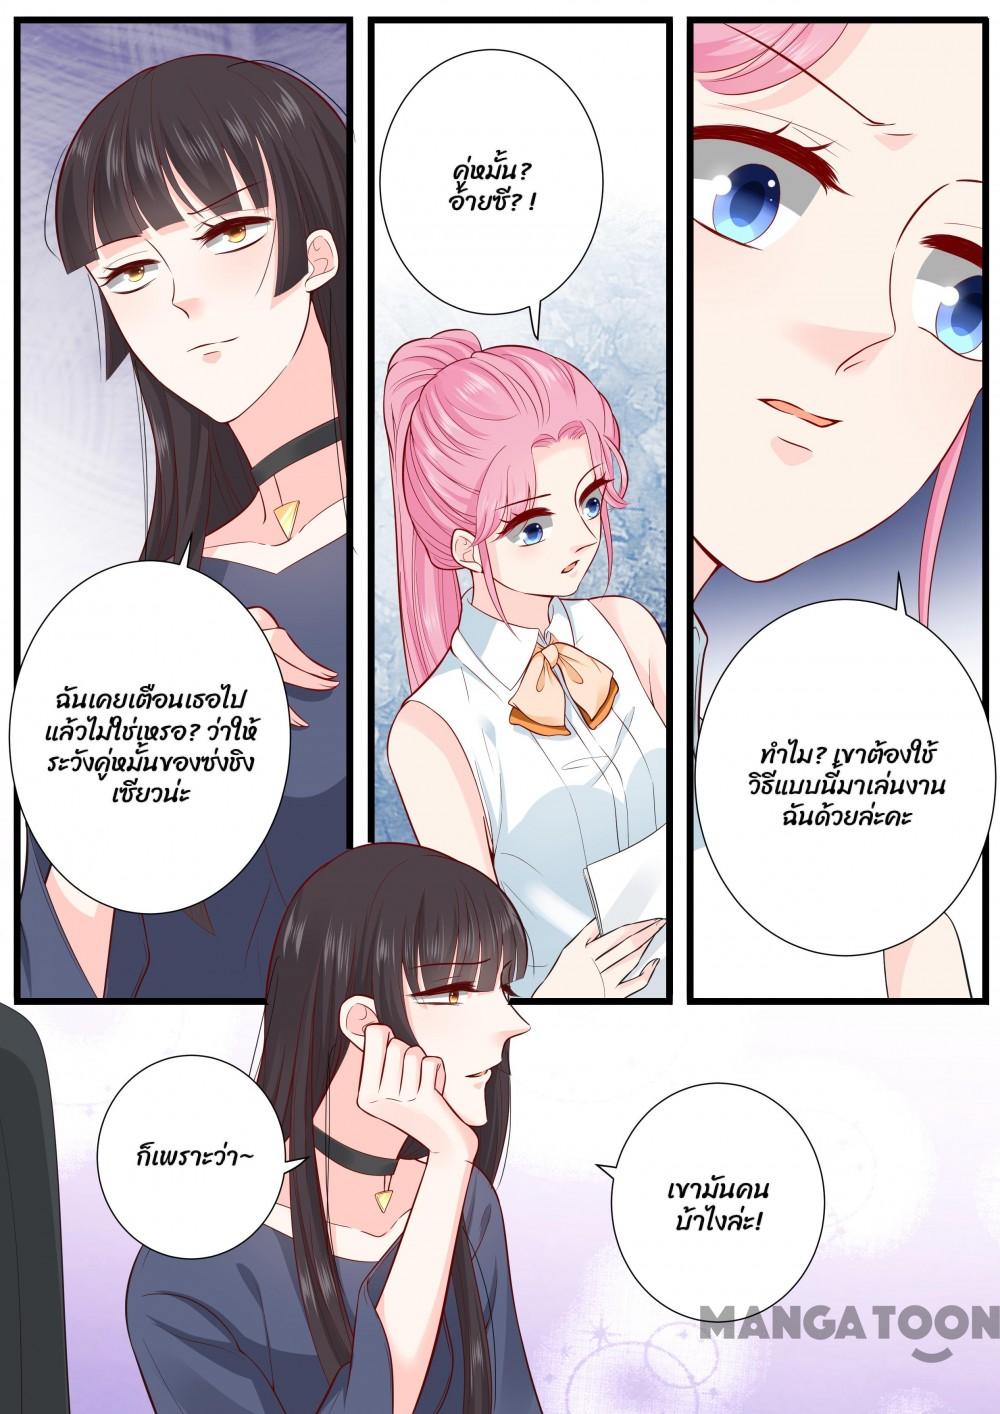 ฉันเคยเตือนเธอไป
แล้วไม่ใช่เหรอ? ว่าให้
ระวังคู่หมั้นของซ่งชิง
เซียวน่ะ
คู่หมั้น?
อ้ายซี?!
ทำไม? เขาต้องใช้
วิธีแบบนี้มาเล่นงาน
ฉันด้วยล่ะคะ
ก็เพราะว่า~
เขามันคน
บ้าไงล่ะ!
MANGATOON